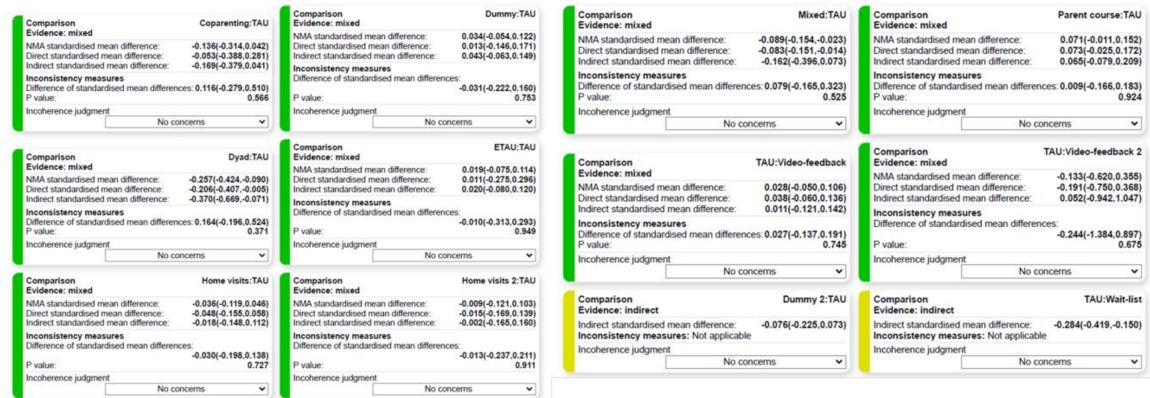 Comparison Coparenting:TAU
Evidence: mixed
NMA standardised mean difference: -0.136(-0.314,0.042)
Direct standardised mean difference: -0.053(-0.388,0.281)
Indirect standardised mean difference: -0.169(-0.379,0.041)
Inconsistency measures
Difference of standardised mean differences: 0.116(-0.279,0.510)
P value: 0.566
Incoherence judgment
No concerns
Comparison Dummy:TAU
Evidence: mixed
NMA standardised mean difference: 0.034(-0.054,0.122)
Direct standardised mean difference: 0.013(-0.146,0.171)
Indirect standardised mean difference: 0.043(-0.063,0.149)
Inconsistency measures
Difference of standardised mean differences:
-0.031(-0.222,0.160)
P value: 0.753
Incoherence judgment
No concerns
Comparison Mixed:TAU
Evidence: mixed
NMA standardised mean difference: -0.089(-0.154,-0.023)
Direct standardised mean difference: -0.083(-0.151,-0.014)
Indirect standardised mean difference: -0.162(-0.396,0.073)
Inconsistency measures
Difference of standardised mean differences: 0.079(-0.165,0.323)
P value: 0.525
Incoherence judgment
No concerns
Comparison Parent course:TAU
Evidence: mixed
NMA standardised mean difference: 0.071(-0.011,0.152)
Direct standardised mean difference: 0.073(-0.025,0.172)
Indirect standardised mean difference: 0.065(-0.079,0.209)
Inconsistency measures
Difference of standardised mean differences: 0.009(-0.166,0.183)
P value: 0.924
Incoherence judgment
No concerns
Comparison Dyad:TAU
Evidence: mixed
NMA standardised mean difference: -0.257(-0.424,-0.090)
Direct standardised mean difference: -0.206(-0.407,-0.005)
Indirect standardised mean difference: -0.370(-0.669,-0.071)
Inconsistency measures
Difference of standardised mean differences: 0.164(-0.196,0.524)
P value: 0.371
Incoherence judgment
No concerns
Comparison ETAU:TAU
Evidence: mixed
NMA standardised mean difference: 0.019(-0.075,0.114)
Direct standardised mean difference: 0.011(-0.275,0.296)
Indirect standardised mean difference: 0.020(-0.080,0.120)
Inconsistency measures
Difference of standardised mean differences:
-0.010(-0.313,0.293)
P value: 0.949
Incoherence judgment
No concerns
Comparison TAU:Video-feedback
Evidence: mixed
NMA standardised mean difference: 0.028(-0.050,0.106)
Direct standardised mean difference: 0.038(-0.060,0.136)
Indirect standardised mean difference: 0.011(-0.121,0.142)
Inconsistency measures
Difference of standardised mean differences: 0.027(-0.137,0.191)
P value: 0.745
Incoherence judgment
No concerns
Comparison TAU:Video-feedback 2
Evidence: mixed
NMA standardised mean difference: -0.133(-0.620,0.355)
Direct standardised mean difference: -0.191(-0.750,0.368)
Indirect standardised mean difference: 0.052(-0.942,1.047)
Inconsistency measures
Difference of standardised mean differences:
-0.244(-1.384,0.897)
P value: 0.675
Incoherence judgment
No concerns
Comparison Home visits:TAU
Evidence: mixed
NMA standardised mean difference: -0.036(-0.119,0.046)
Direct standardised mean difference: -0.048(-0.155,0.058)
Indirect standardised mean difference: -0.018(-0.148,0.112)
Inconsistency measures
Difference of standardised mean differences:
-0.030(-0.198,0.138)
P value: 0.727
Incoherence judgment
No concerns
Comparison Home visits 2:TAU
Evidence: mixed
NMA standardised mean difference: -0.009(-0.121,0.103)
Direct standardised mean difference: -0.015(-0.169,0.139)
Indirect standardised mean difference: -0.002(-0.165,0.160)
Inconsistency measures
Difference of standardised mean differences:
-0.013(-0.237,0.211)
P value: 0.911
Incoherence judgment
No concerns
Comparison Dummy 2:TAU
Evidence: indirect
Indirect standardised mean difference: -0.076(-0.225,0.073)
Inconsistency measures: Not applicable
Incoherence judgment
No concerns
Comparison TAU:Wait-list
Evidence: indirect
Indirect standardised mean difference: -0.284(-0.419,-0.150)
Inconsistency measures: Not applicable
Incoherence judgment
No concerns